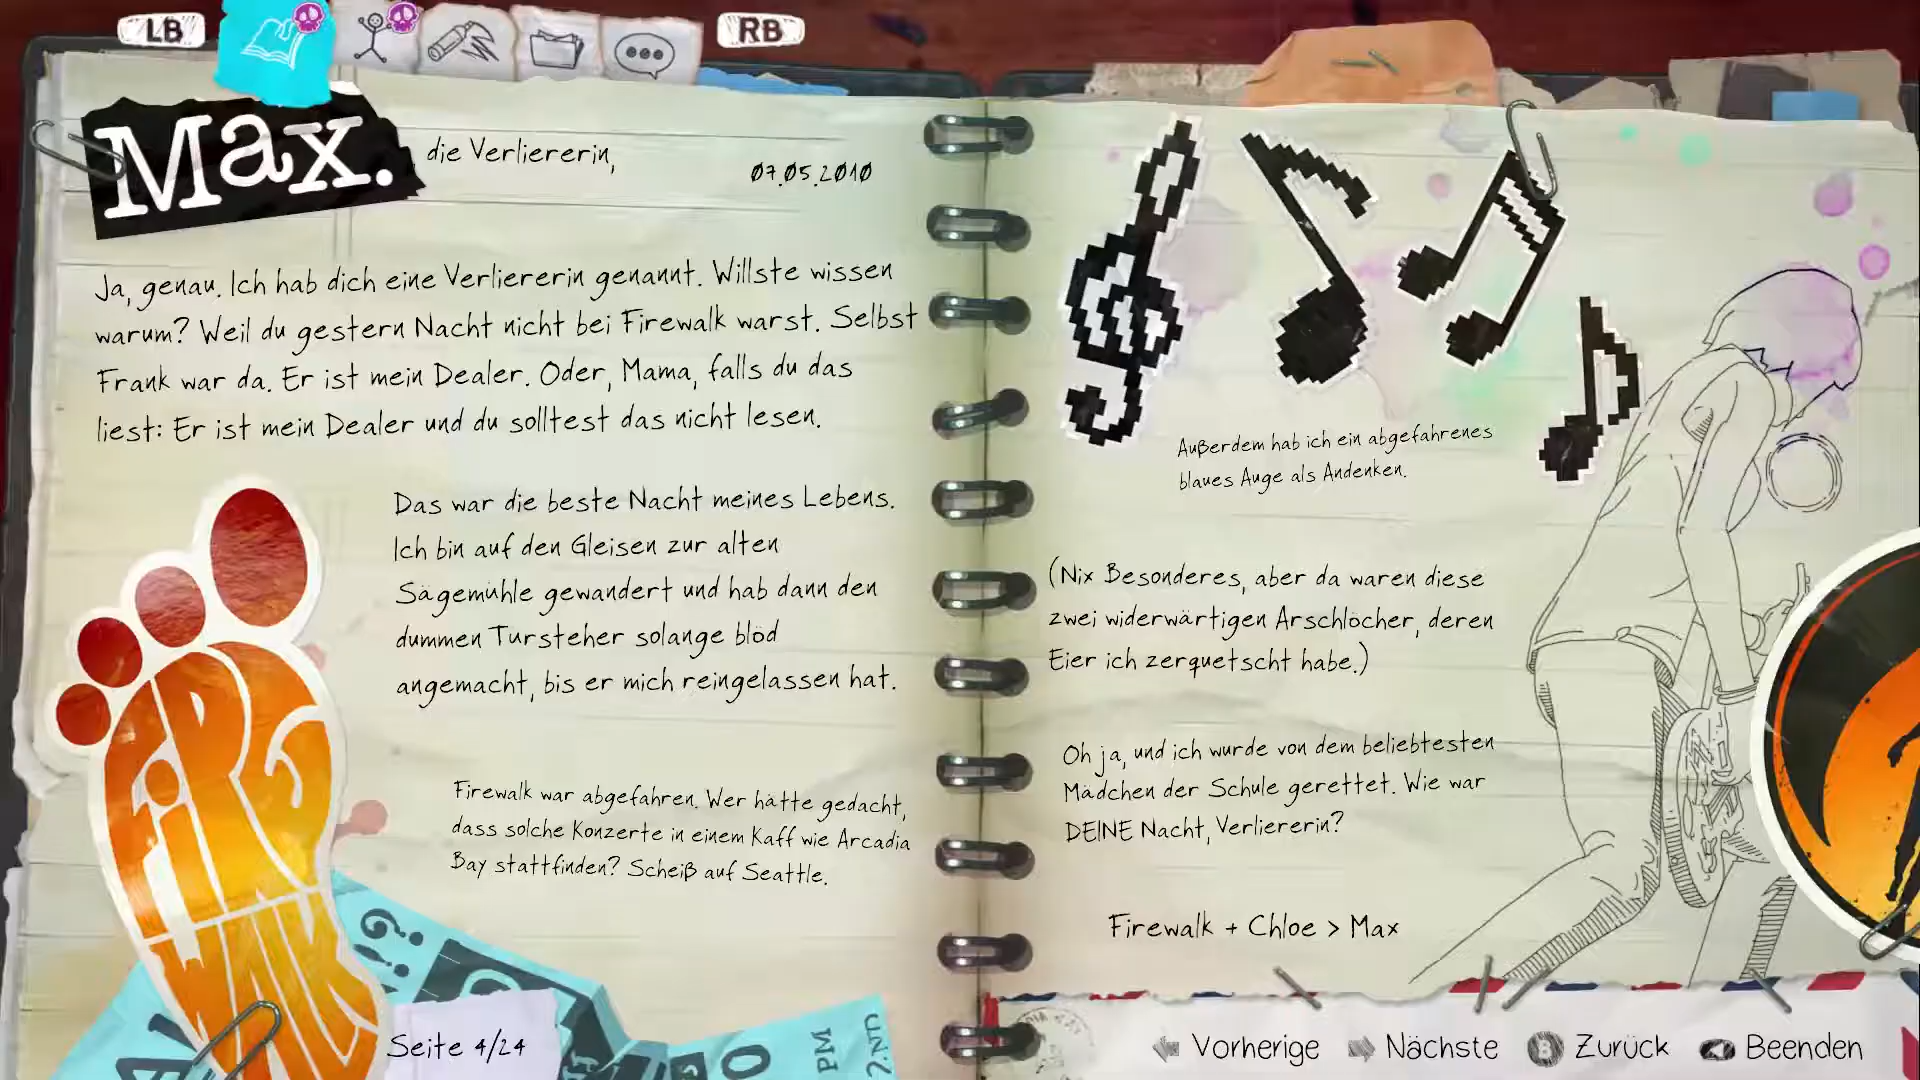 LB
RB
Max.
, die Verliererin,
07.05.2010
Ja, genau. Ich hab dich eine Verliererin genannt. Willste wissen
warum? Weil du gestern Nacht nicht bei Firewalk warst. Selbst
Frank war da. Er ist mein Dealer. Oder, Mama, falls du das
liest: Er ist mein Dealer und du solltest das nicht lesen.
Das war die beste Nacht meines Lebens.
Ich bin auf den Gleisen zur alten
Sägemühle gewandert und hab dann den
dummen Türsteher solange blöd
angemacht, bis er mich reingelassen hat.
Firewalk war abgefahren. Wer hätte gedacht,
dass solche Konzerte in einem Kaff wie Arcadia
Bay stattfinden? Scheiß auf Seattle.
FiRE
WALK
PM
Seite 4/24
Außerdem hab ich ein abgefahrenes
blaues Auge als Andenken.
(Nix Besonderes, aber da waren diese
zwei widerwärtigen Arschlöcher, deren
Eier ich zerquetscht habe.)
Oh ja, und ich wurde von dem beliebtesten
Mädchen der Schule gerettet. Wie war
DEINE Nacht, Verliererin?
Firewalk + Chloe > Max
Vorherige
Nächste
B Zurück
Beenden